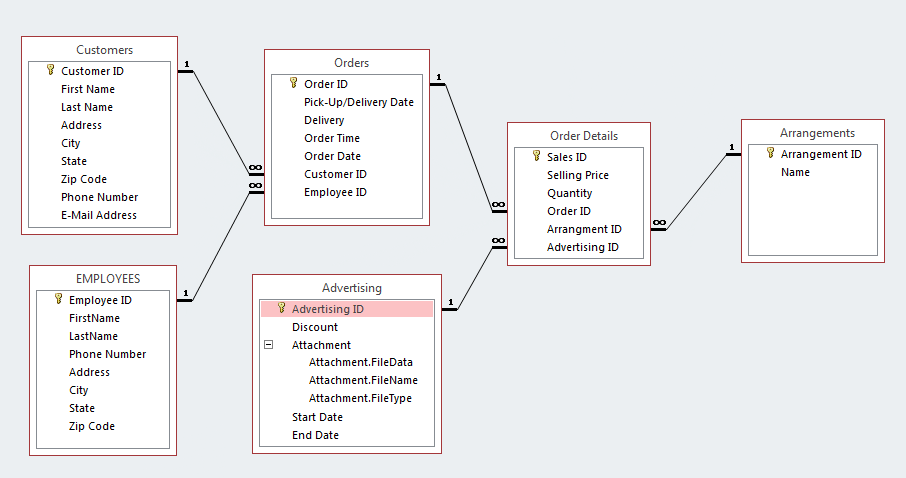 Customers
Customer ID
First Name
Last Name
Address
City
State
Zip Code
Phone Number
E-Mail Address
1
∞
Orders
Order ID
Pick-Up/Delivery Date
Delivery
Order Time
Order Date
Customer ID
Employee ID
∞
1
EMPLOYEES
Employee ID
FirstName
LastName
Phone Number
Address
City
State
Zip Code
1
Advertising
Advertising ID
Discount
Attachment
Attachment.FileData
Attachment.FileName
Attachment.FileType
Start Date
End Date
1
Order Details
Sales ID
Selling Price
Quantity
Order ID
Arrangment ID
Advertising ID
∞
∞
∞
Arrangements
Arrangement ID
Name
1